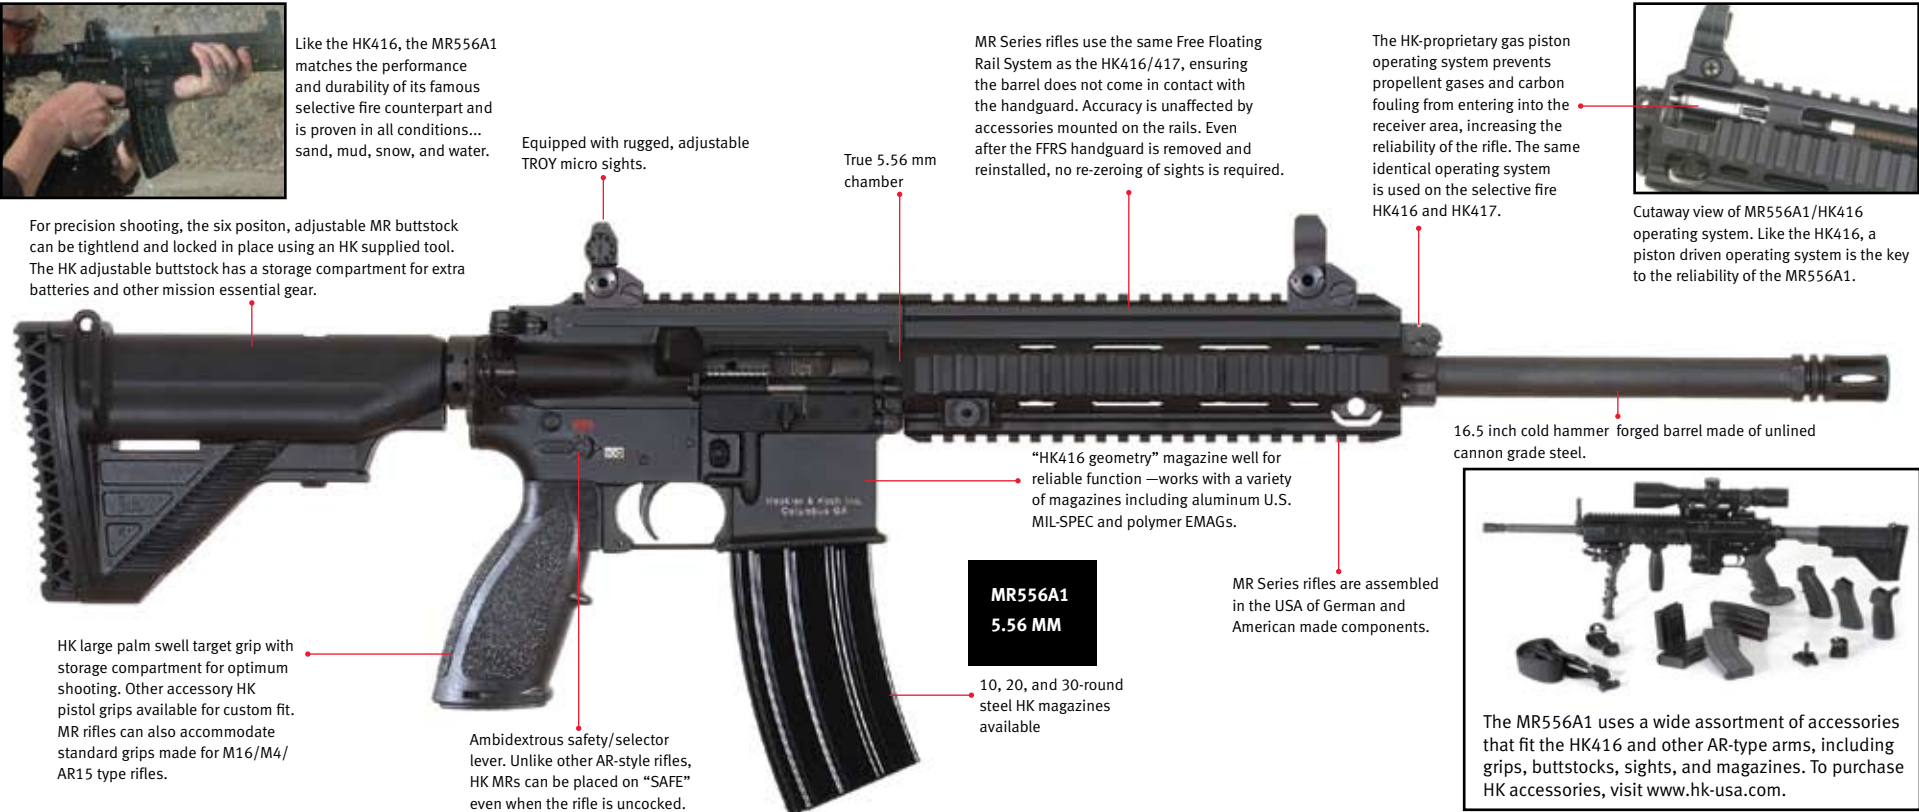 Like the HK416, the MR556A1
matches the performance
and durability of its famous
selective fire counterpart and
is proven in all conditions...
sand, mud, snow, and water.
Equipped with rugged, adjustable
TROY micro sights.
True 5.56 mm
chamber
MR Series rifles use the same Free Floating
Rail System as the HK416/417, ensuring
the barrel does not come in contact with
the handguard. Accuracy is unaffected by
accessories mounted on the rails. Even
after the FFRS handguard is removed and
reinstalled, no re-zeroing of sights is required.
The HK-proprietary gas piston
operating system prevents
propellent gases and carbon
fouling from entering into the
receiver area, increasing the
reliability of the rifle. The same
identical operating system
is used on the selective fire
HK416 and HK417.
Cutaway view of MR556A1/HK416
operating system. Like the HK416, a
piston driven operating system is the key
to the reliability of the MR556A1.
For precision shooting, the six positon, adjustable MR buttstock
can be tightlend and locked in place using an HK supplied tool.
The HK adjustable buttstock has a storage compartment for extra
batteries and other mission essential gear.
16.5 inch cold hammer forged barrel made of unlined
cannon grade steel.
“HK416 geometry” magazine well for
reliable function —works with a variety
of magazines including aluminum U.S.
MIL-SPEC and polymer EMAGs.
Heckler & Koch Inc.
Columbus GA
MR556A1
5.56 MM
MR Series rifles are assembled
in the USA of German and
American made components.
HK large palm swell target grip with
storage compartment for optimum
shooting. Other accessory HK
pistol grips available for custom fit.
MR rifles can also accommodate
standard grips made for M16/M4/
AR15 type rifles.
Ambidextrous safety/selector
lever. Unlike other AR-style rifles,
HK MRs can be placed on “SAFE”
even when the rifle is uncocked.
10, 20, and 30-round
steel HK magazines
available
The MR556A1 uses a wide assortment of accessories
that fit the HK416 and other AR-type arms, including
grips, buttstocks, sights, and magazines. To purchase
HK accessories, visit www.hk-usa.com.